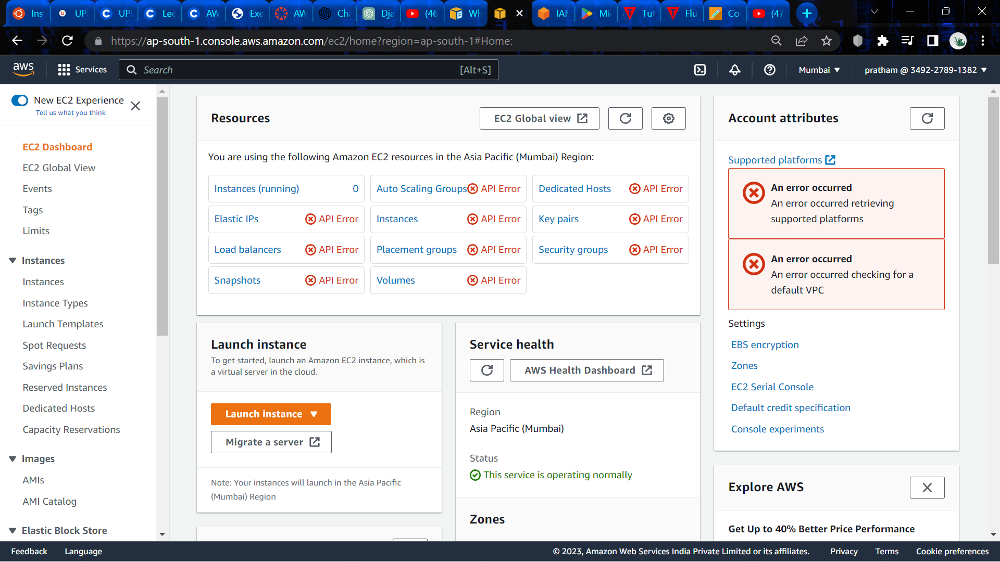 Ins
UP
UP
Lec
AW
Exe
AW
Ch
Dja
(46
Wh
IAM
Mi
Tu
Flu
Co
(47
https://ap-south-1.console.aws.amazon.com/ec2/home?region=ap-south-1#Home:
aws
Services
Search
[Alt+S]
Mumbai
pratham @ 3492-2789-1382
New EC2 Experience
Tell us what you think
EC2 Dashboard
EC2 Global View
Events
Tags
Limits
Instances
Instances
Instance Types
Launch Templates
Spot Requests
Savings Plans
Reserved Instances
Dedicated Hosts
Capacity Reservations
Images
AMIs
AMI Catalog
Elastic Block Store
Resources
EC2 Global view
You are using the following Amazon EC2 resources in the Asia Pacific (Mumbai) Region:
Instances (running) 0
Auto Scaling Groups API Error
Dedicated Hosts API Error
Elastic IPs API Error
Instances API Error
Key pairs API Error
Load balancers API Error
Placement groups API Error
Security groups API Error
Snapshots API Error
Volumes API Error
Launch instance
To get started, launch an Amazon EC2 instance, which is
a virtual server in the cloud.
Launch instance
Migrate a server
Note: Your instances will launch in the Asia Pacific
(Mumbai) Region
Service health
AWS Health Dashboard
Region
Asia Pacific (Mumbai)
Status
This service is operating normally
Zones
Account attributes
Supported platforms
An error occurred
An error occurred retrieving
supported platforms
An error occurred
An error occurred checking for a
default VPC
Settings
EBS encryption
Zones
EC2 Serial Console
Default credit specification
Console experiments
Explore AWS
Get Up to 40% Better Price Performance
Feedback
Language
© 2023, Amazon Web Services India Private Limited or its affiliates.
Privacy
Terms
Cookie preferences